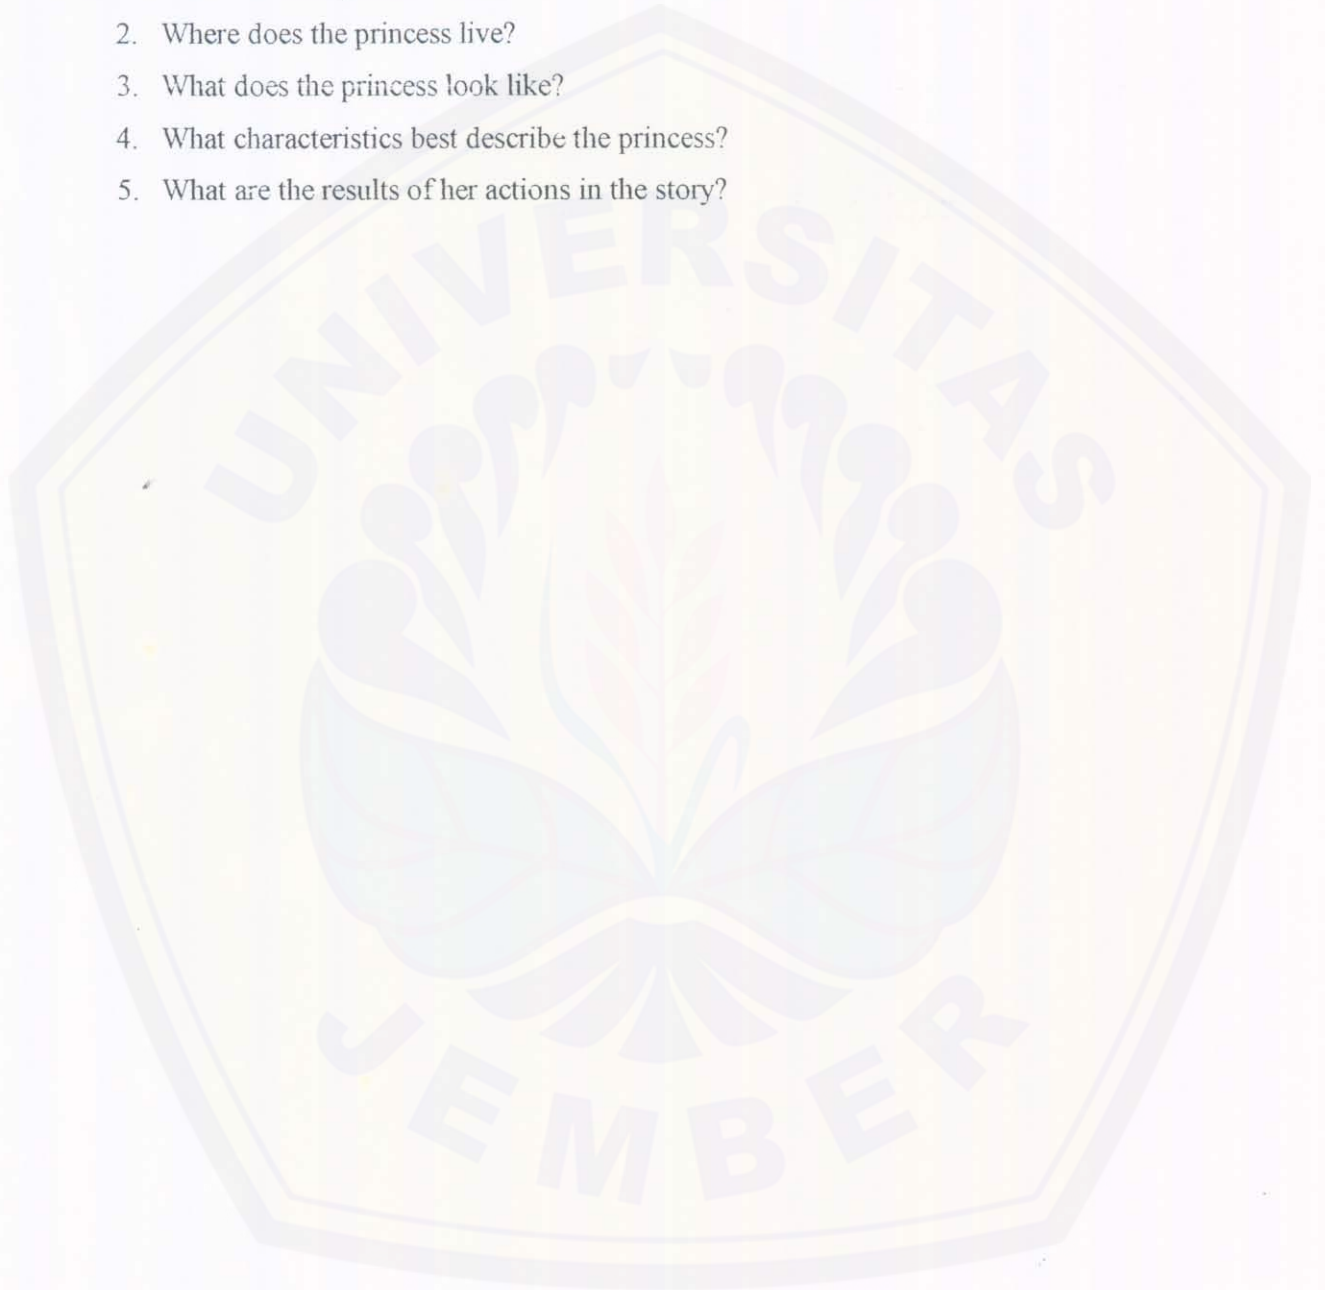 2. Where does the princess live?
3. What does the princess look like?
4. What characteristics best describe the princess?
5. What are the results of her actions in the story?
UNIVERSITAS
JEMBER